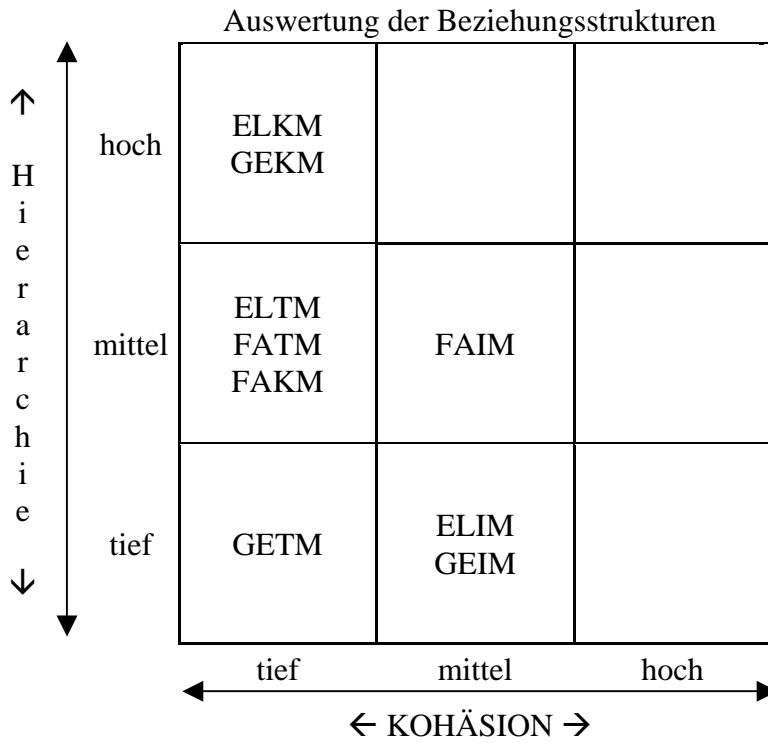 Auswertung der Beziehungsstrukturen
↑
Hierarchie
↓
hoch
ELKM
GEKM
mittel
ELTM
FATM
FAKM
FAIM
tief
GETM
ELIM
GEIM
tief mittel hoch
← KOHÄSION →